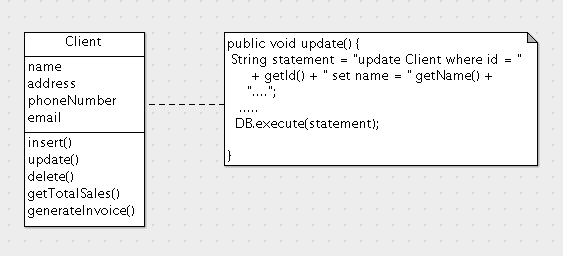 Client
name
address
phoneNumber
email
insert()
update()
delete()
getTotalSales()
generateInvoice()
public void update() {
String statement = "update Client where id = "
+ getId() + " set name = " getName() +
"....";
.....
DB.execute(statement);
}